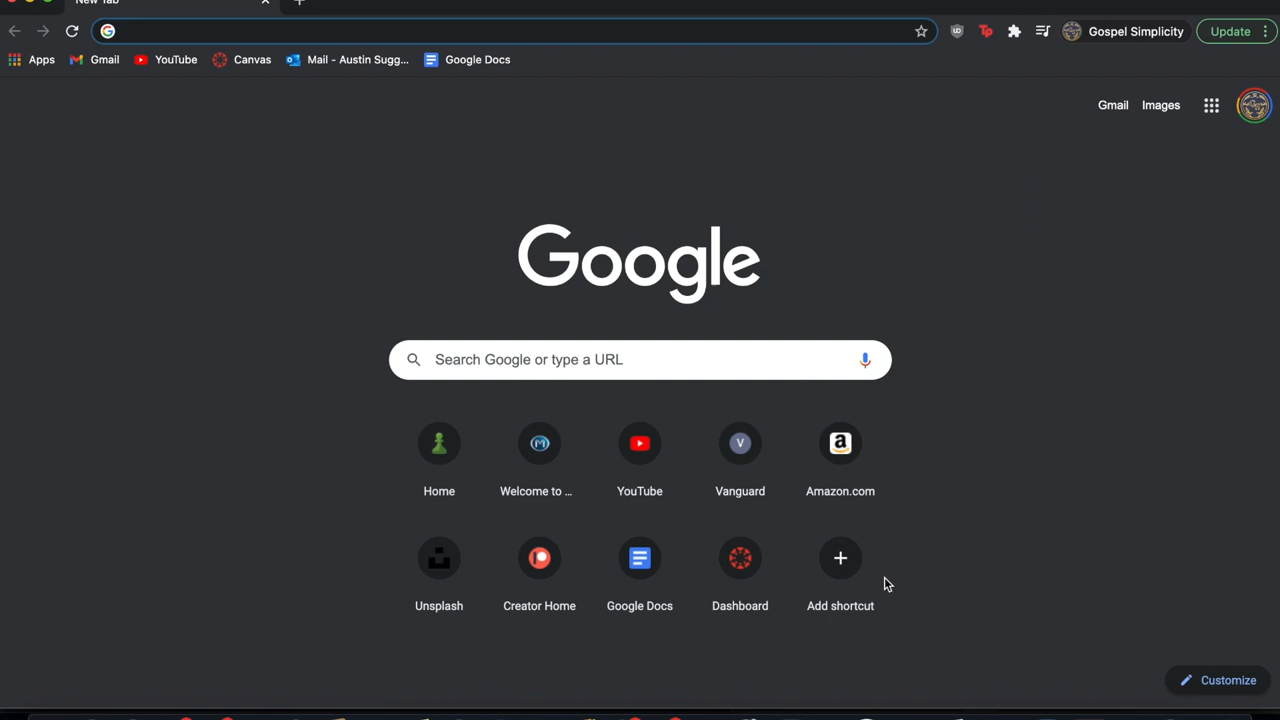 New Tab
Gospel Simplicity
Update
Apps
Gmail
YouTube
Canvas
Mail - Austin Sugg...
Google Docs
Gmail
Images
Google
Search Google or type a URL
V
a
Home
Welcome to ...
YouTube
Vanguard
Amazon.com
Unsplash
Creator Home
Google Docs
Dashboard
Add shortcut
Customize